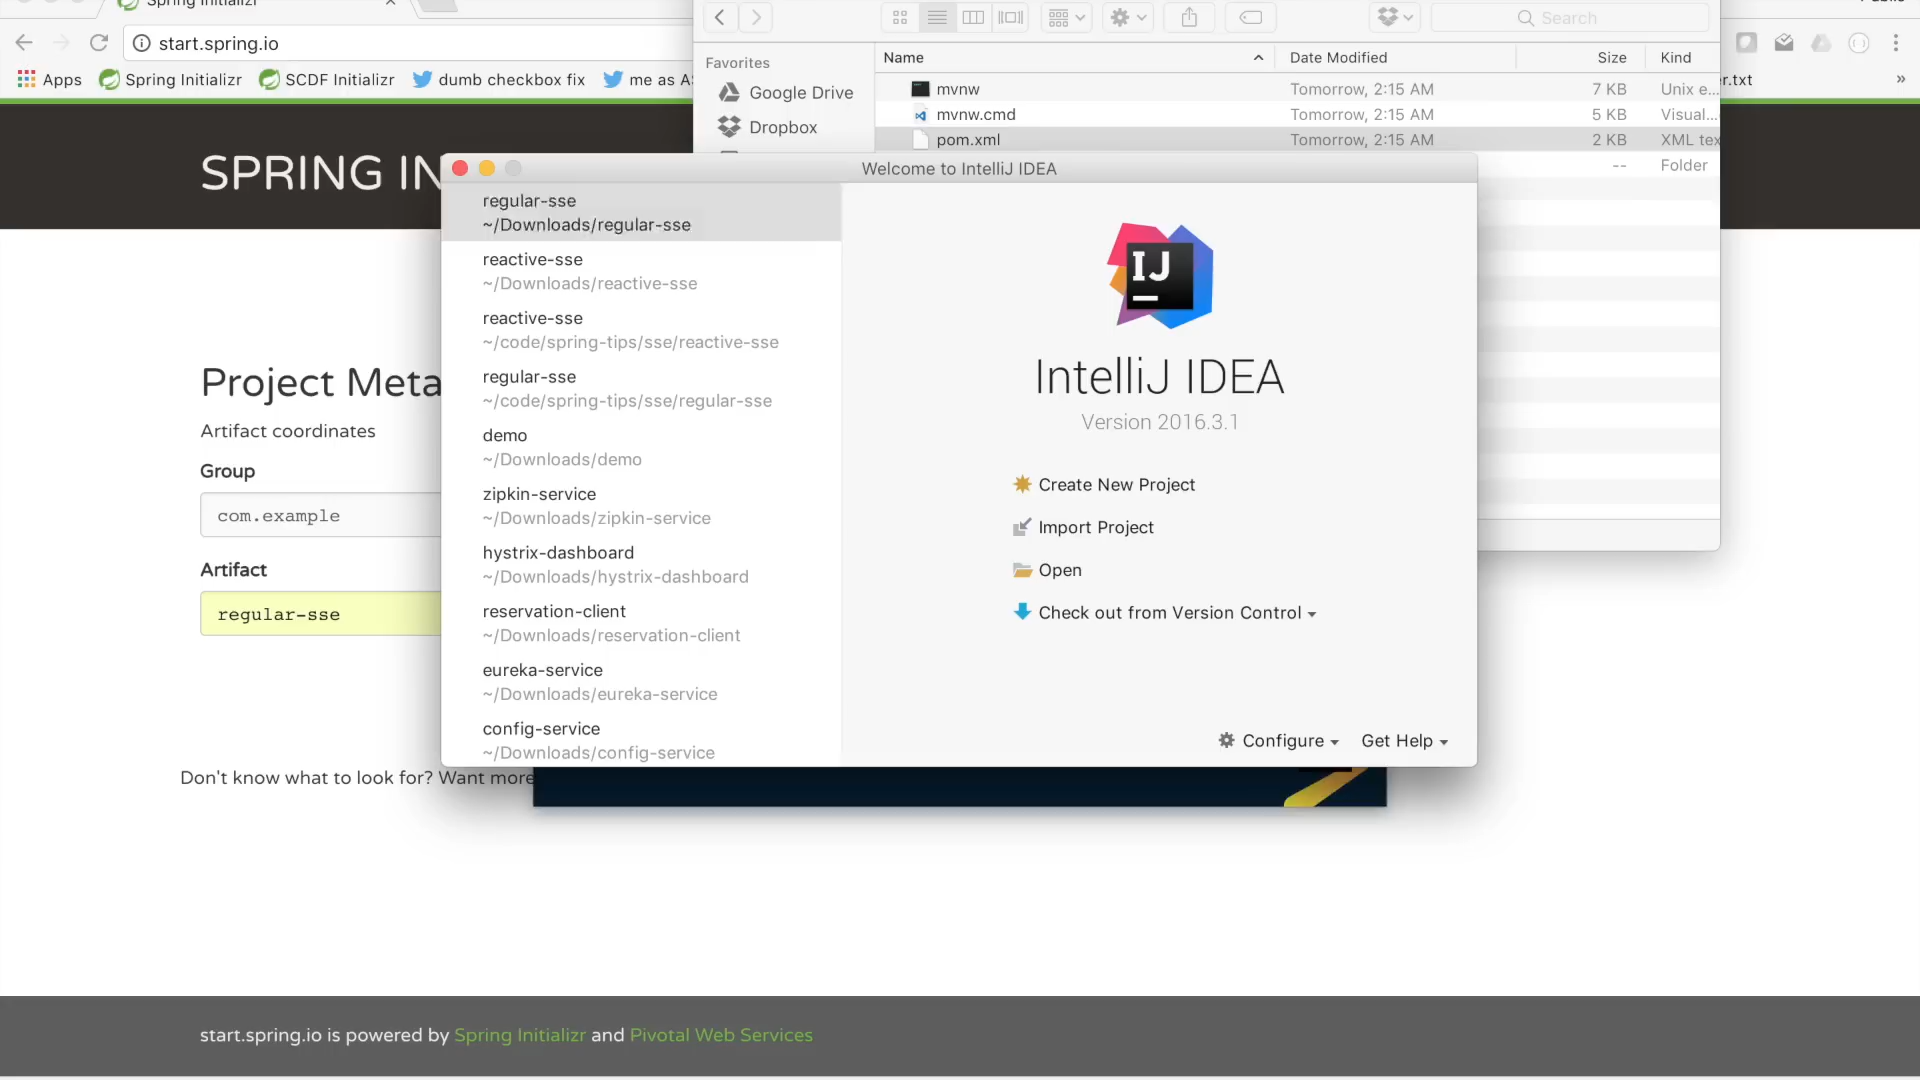 Spring Initializr
start.spring.io
Apps
Spring Initializr
SCDF Initializr
dumb checkbox fix
me as
r.txt
»
Search
Favorites
Google Drive
Dropbox
Name
Date Modified
Size
Kind
mvnw
Tomorrow, 2:15 AM
7 KB
Unix e...
mvnw.cmd
Tomorrow, 2:15 AM
5 KB
Visual...
pom.xml
Tomorrow, 2:15 AM
2 KB
XML tex
--
Folder
SPRING IN
Welcome to IntelliJ IDEA
regular-sse
~/Downloads/regular-sse
reactive-sse
~/Downloads/reactive-sse
reactive-sse
~/code/spring-tips/sse/reactive-sse
regular-sse
~/code/spring-tips/sse/regular-sse
demo
~/Downloads/demo
zipkin-service
~/Downloads/zipkin-service
hystrix-dashboard
~/Downloads/hystrix-dashboard
reservation-client
~/Downloads/reservation-client
eureka-service
~/Downloads/eureka-service
config-service
~/Downloads/config-service
IJ
IntelliJ IDEA
Version 2016.3.1
Create New Project
Import Project
Open
Check out from Version Control
Configure
Get Help
Project Meta
Artifact coordinates
Group
com.example
Artifact
regular-sse
Don't know what to look for? Want more
start.spring.io is powered by Spring Initializr and Pivotal Web Services